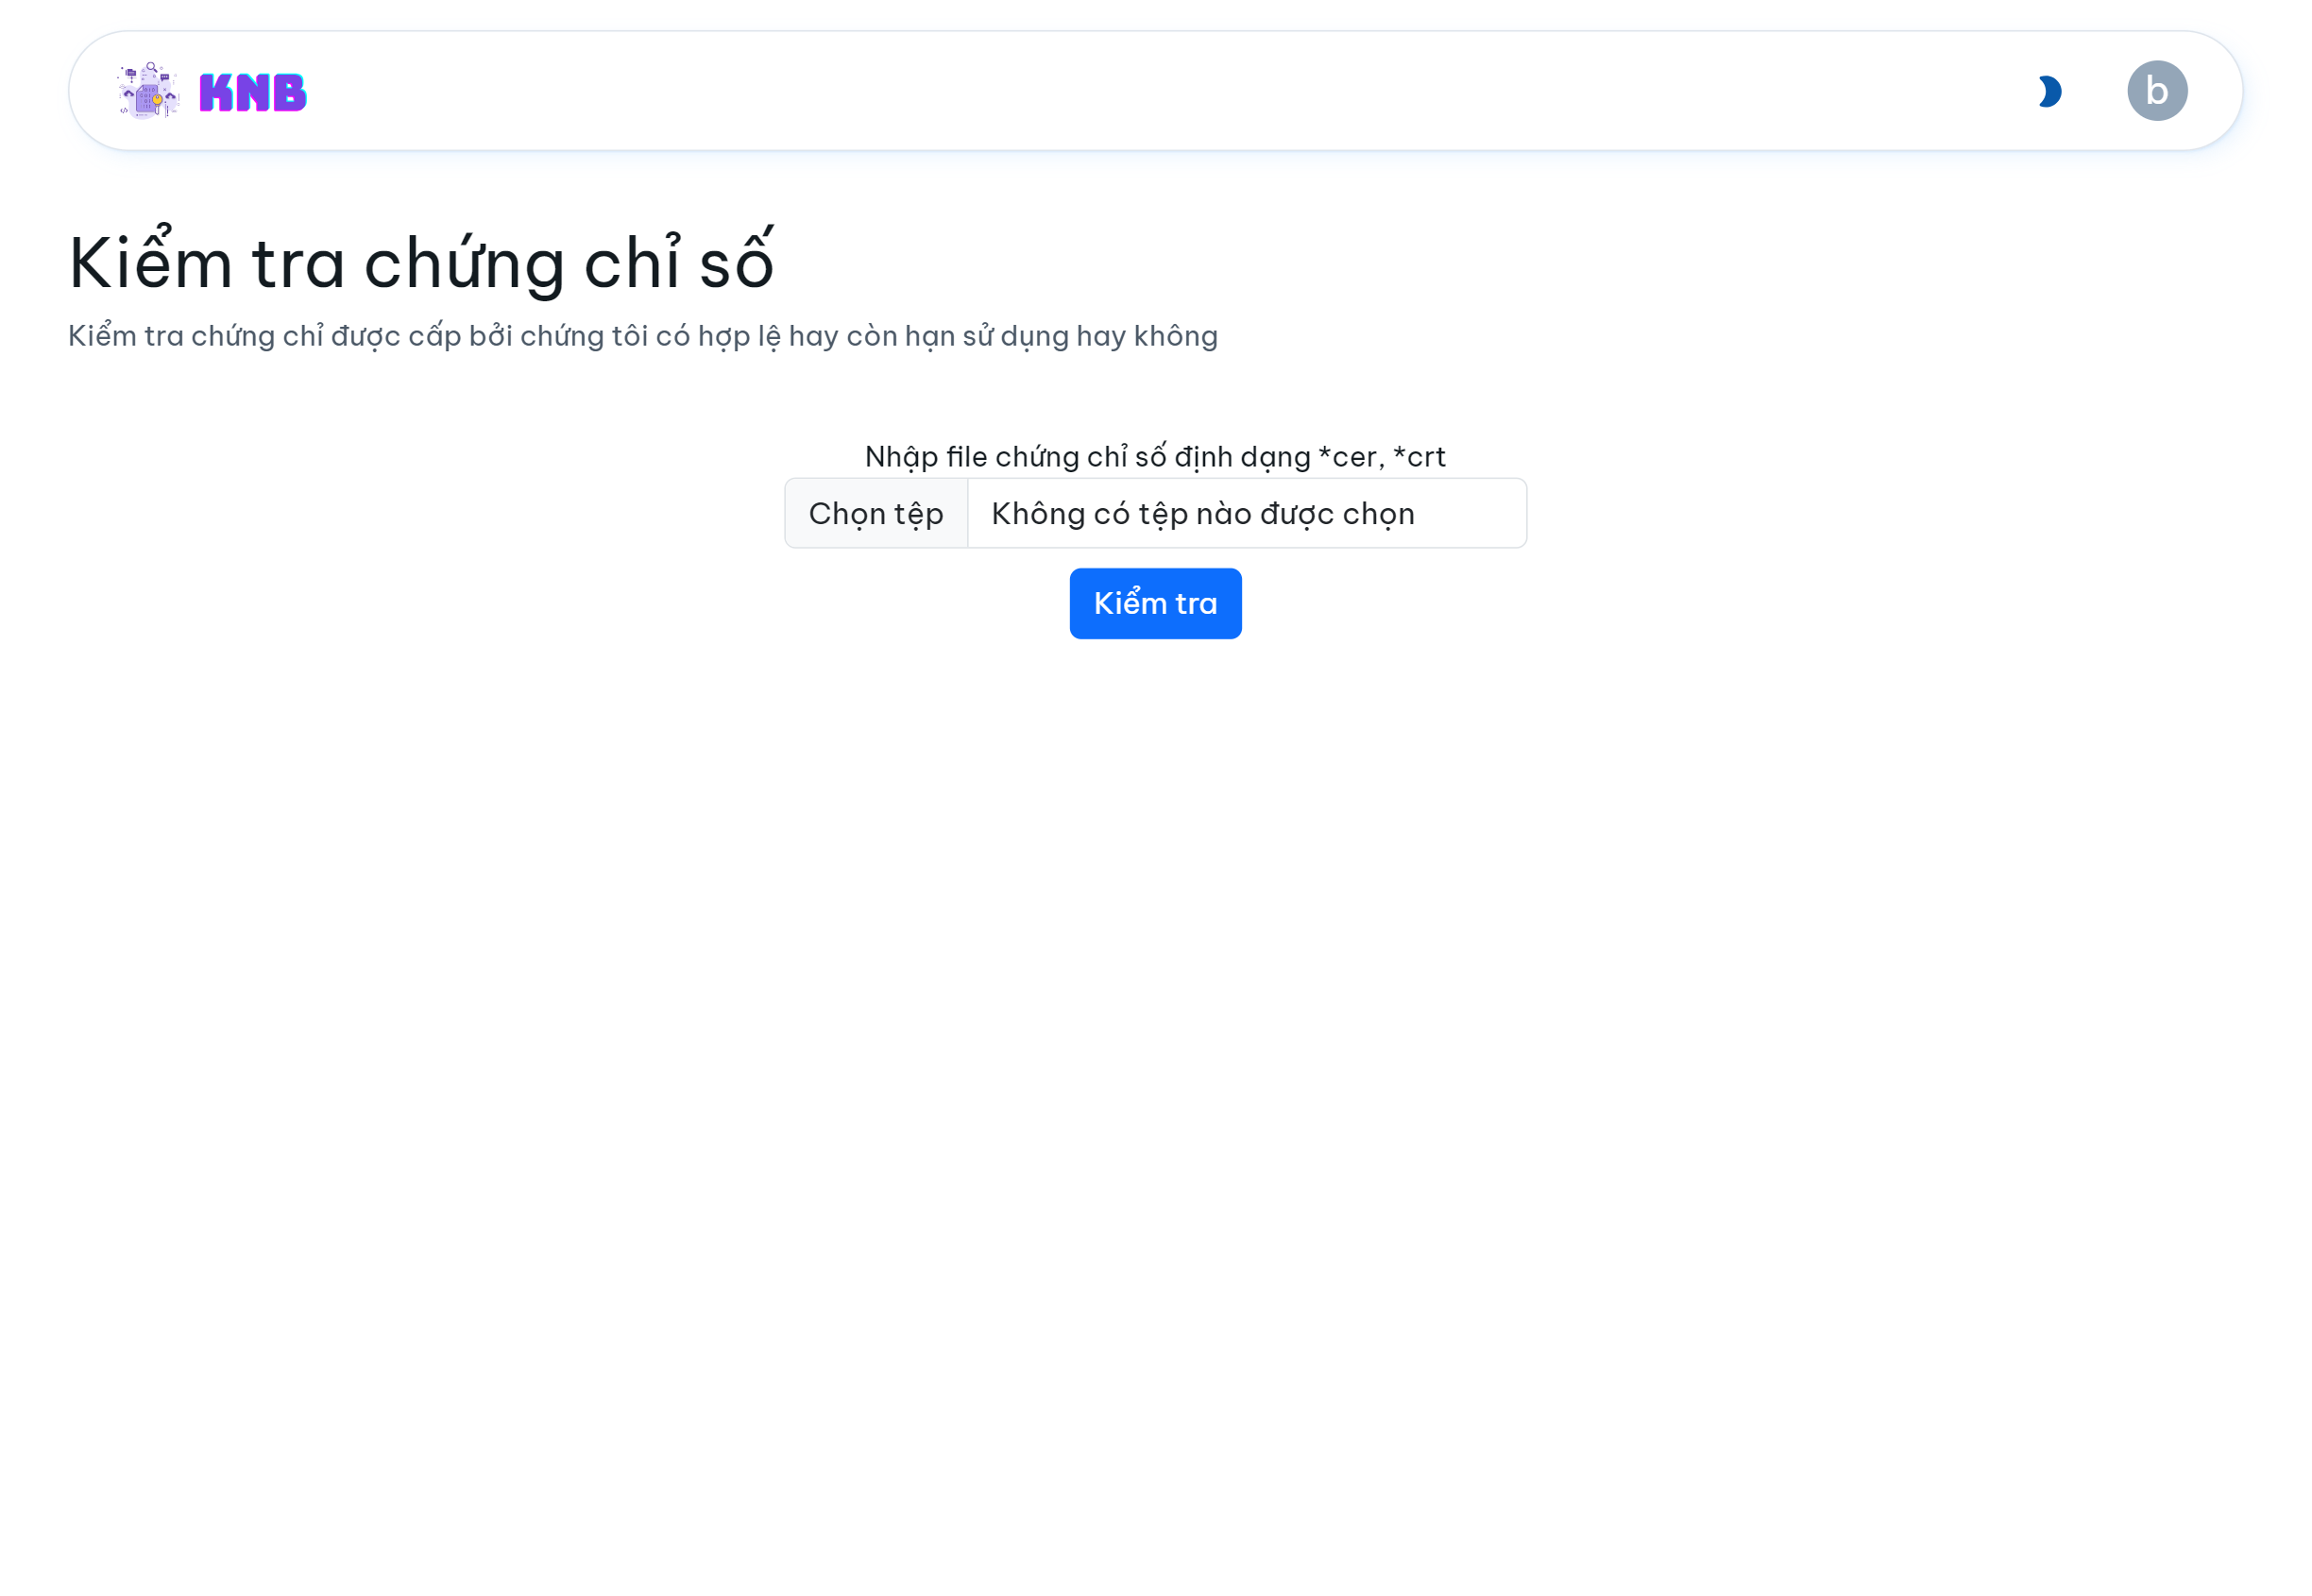 KNB
b
Kiểm tra chứng chỉ số
Kiểm tra chứng chỉ được cấp bởi chứng tôi có hợp lệ hay còn hạn sử dụng hay không
Nhập file chứng chỉ số định dạng *cer, *crt
Chọn tệp Không có tệp nào được chọn
Kiểm tra